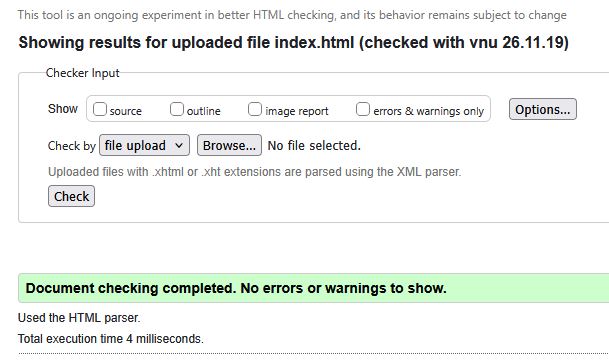 This tool is an ongoing experiment in better HTML checking, and its behavior remains subject to change
Showing results for uploaded file index.html (checked with vnu 26.11.19)
Checker Input
Show source outline image report errors & warnings only Options...
Check by file upload Browse... No file selected.
Uploaded files with .xhtml or .xht extensions are parsed using the XML parser.
Check
Document checking completed. No errors or warnings to show.
Used the HTML parser.
Total execution time 4 milliseconds.